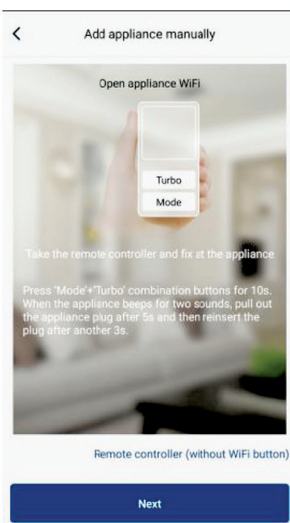 Add appliance manually
Open appliance WiFi
Turbo
Mode
Take the remote controller and fix at the appliance
Press 'Mode'+'Turbo' combination buttons for 10s.
When the appliance beeps for two sounds, pull out
the appliance plug after 5s and then reinsert the
plug after another 3s.
Remote controller (without WiFi button)
Next